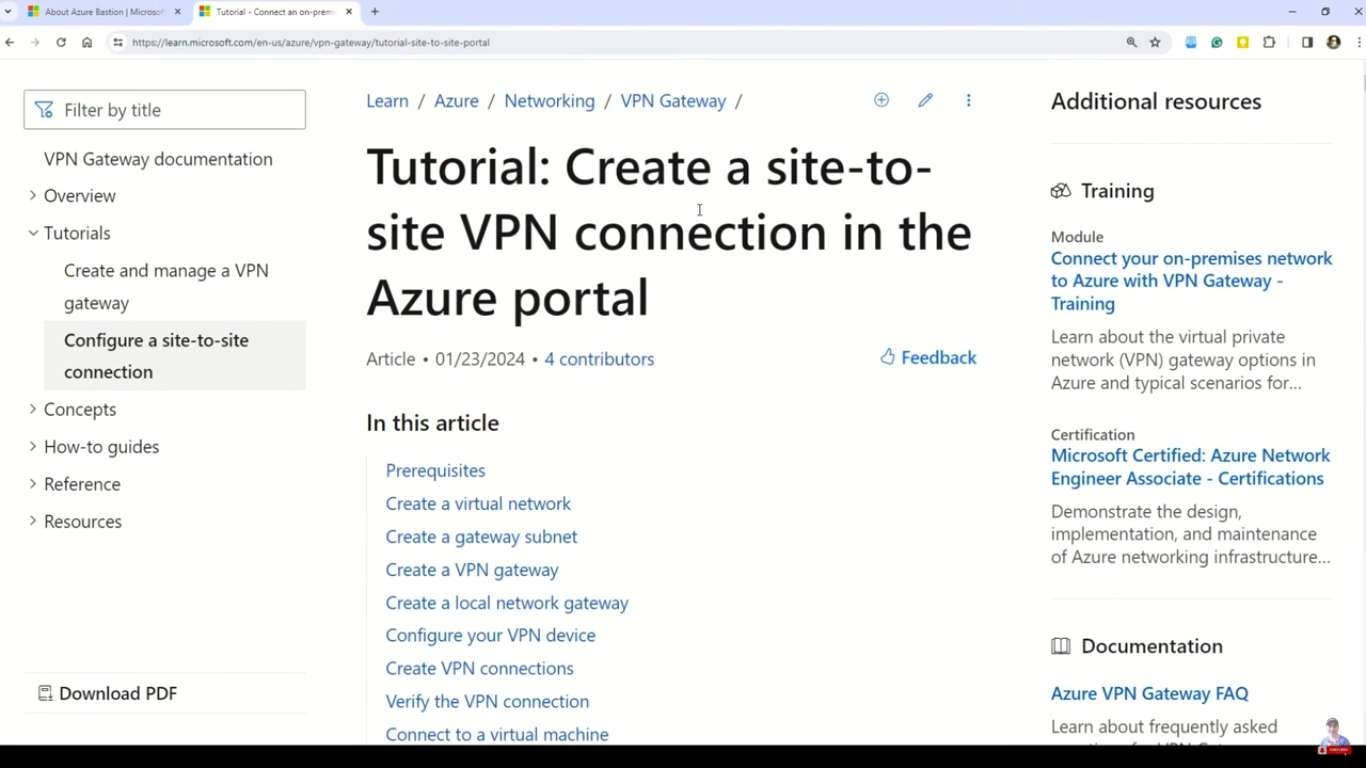 About Azure Bastion | Microsof
Tutorial - Connect an on-prem
https://learn.microsoft.com/en-us/azure/vpn-gateway/tutorial-site-to-site-portal
Filter by title
VPN Gateway documentation
Overview
Tutorials
Create and manage a VPN
gateway
Configure a site-to-site
connection
Concepts
How-to guides
Reference
Resources
Download PDF
Learn / Azure / Networking / VPN Gateway /
Tutorial: Create a site-to-
site VPN connection in the
Azure portal
Article • 01/23/2024 • 4 contributors
Feedback
In this article
Prerequisites
Create a virtual network
Create a gateway subnet
Create a VPN gateway
Create a local network gateway
Configure your VPN device
Create VPN connections
Verify the VPN connection
Connect to a virtual machine
Additional resources
Training
Module
Connect your on-premises network
to Azure with VPN Gateway -
Training
Learn about the virtual private
network (VPN) gateway options in
Azure and typical scenarios for...
Certification
Microsoft Certified: Azure Network
Engineer Associate - Certifications
Demonstrate the design,
implementation, and maintenance
of Azure networking infrastructure...
Documentation
Azure VPN Gateway FAQ
Learn about frequently asked